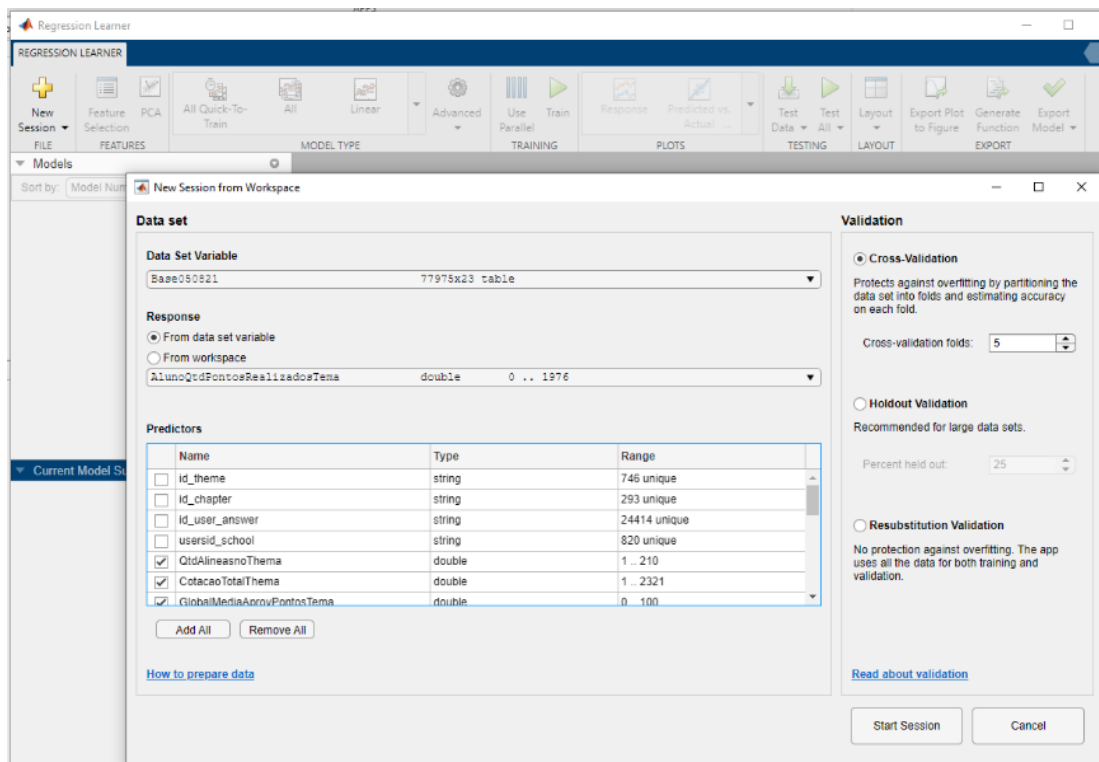 Regression Learner
REGRESSION LEARNER
New Session
Feature Selection
PCA
All Quick-To-Train
All
Linear
Advanced
Use Parallel
Train
Response
Predicted vs. Actual ...
Test Data
Test All
Layout
Export Plot to Figure
Generate Function
Export Model
FILE
FEATURES
MODEL TYPE
TRAINING
PLOTS
TESTING
LAYOUT
EXPORT
Models
Sort by: Model Num
New Session from Workspace
Data set
Data Set Variable
Base050821 77975x23 table
Response
From data set variable
From workspace
AlunoQtdPontosRealizadosTema double 0 .. 1976
Predictors
Name Type Range
id_theme string 746 unique
id_chapter string 293 unique
id_user_answer string 24414 unique
usersid_school string 820 unique
QtdAlineasnoThema double 1 .. 210
CotacaoTotalThema double 1 .. 2321
GlobalMediaAprovPontosTema double 0 .. 100
Add All Remove All
How to prepare data
Current Model Su
Validation
Cross-Validation
Protects against overfitting by partitioning the
data set into folds and estimating accuracy
on each fold.
Cross-validation folds: 5
Holdout Validation
Recommended for large data sets.
Percent held out: 25
Resubstitution Validation
No protection against overfitting. The app
uses all the data for both training and
validation.
Read about validation
Start Session Cancel